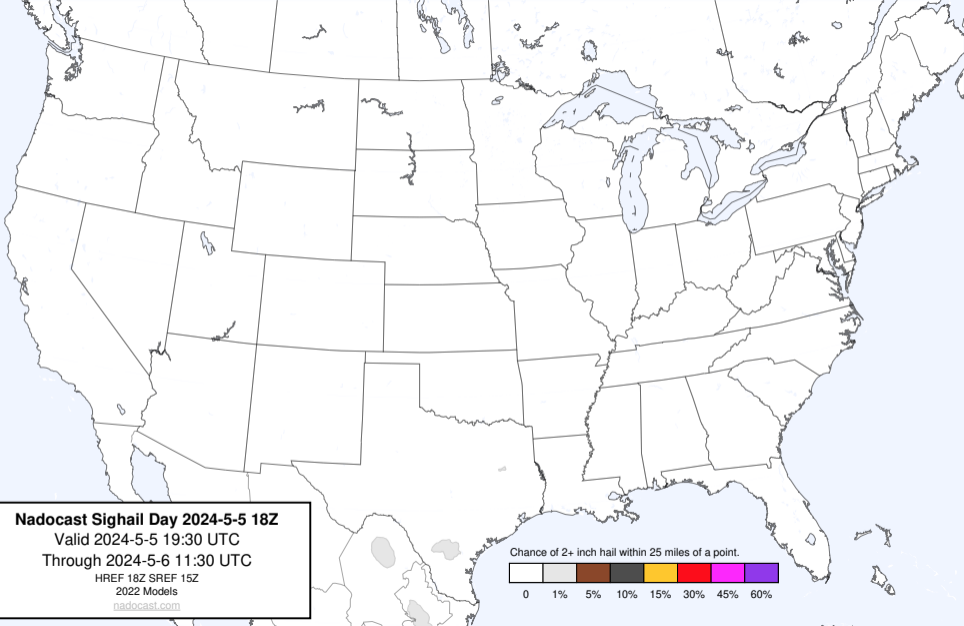 Nadocast Sighail Day 2024-5-5 18Z
Valid 2024-5-5 19:30 UTC
Through 2024-5-6 11:30 UTC
HREF 18Z SREF 15Z
2022 Models
nadocast.com
Chance of 2+ inch hail within 25 miles of a point.
0 1% 5% 10% 15% 30% 45% 60%